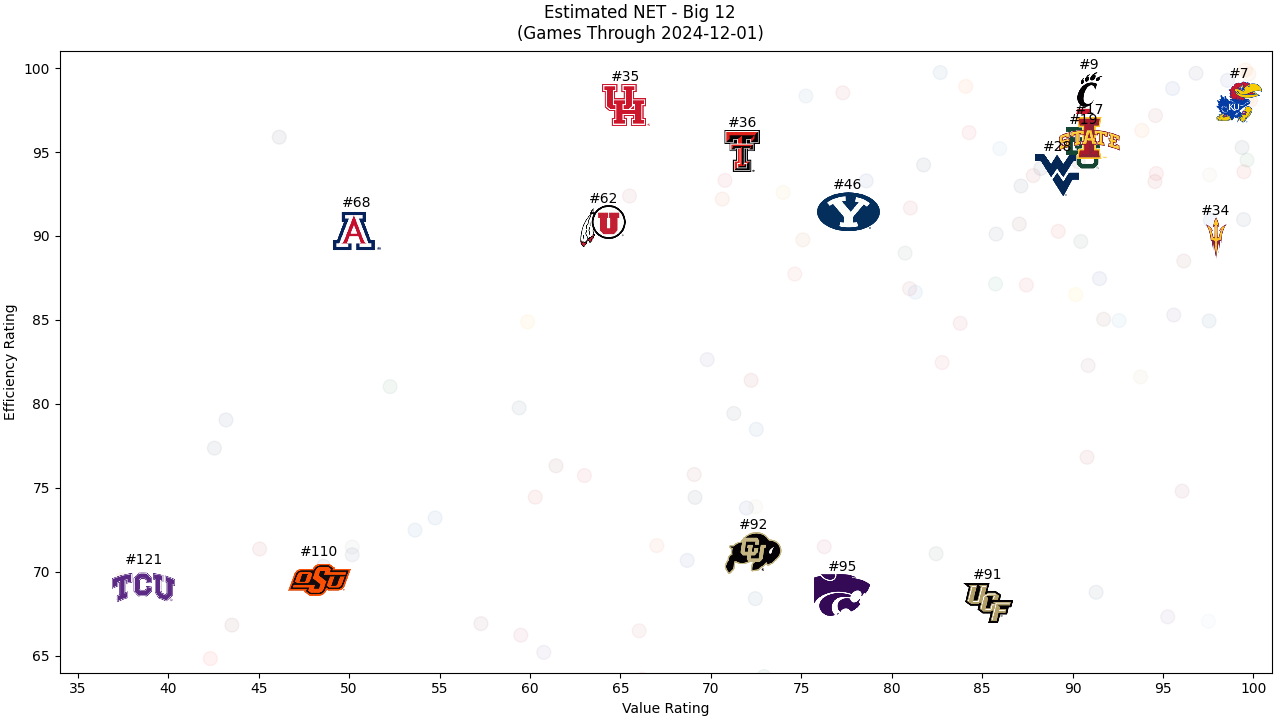 Estimated NET - Big 12
(Games Through 2024-12-01)
Efficiency Rating
100
95
90
85
80
75
70
65
#9
#7
#35
#17
#19
#36
STATE
KU
#46
#62
U
#68
A
#34
#92
CU
#95
#91
UCF
#110
OSU
#121
TCU
35 40 45 50 55 60 65 70 75 80 85 90 95 100
Value Rating